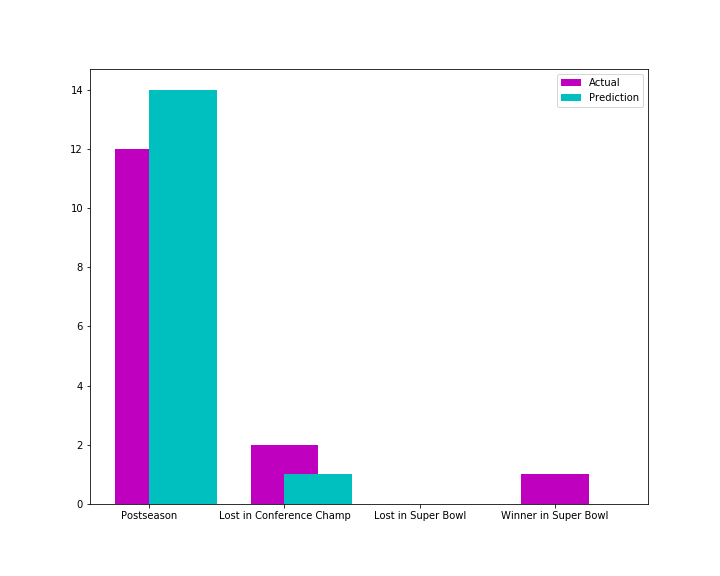 Actual
Prediction
14
12
10
8
6
4
2
0
Postseason
Lost in Conference Champ
Lost in Super Bowl
Winner in Super Bowl